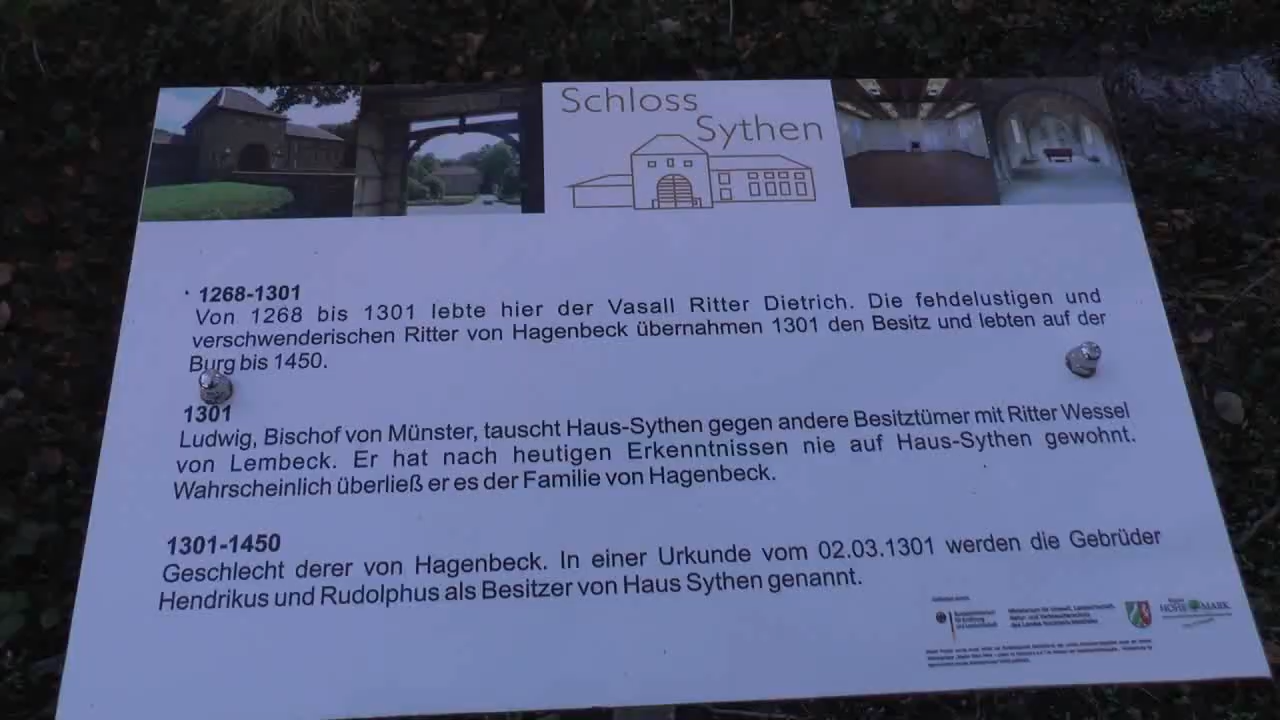 Schloss
Sythen
1268-1301
Von 1268 bis 1301 lebte hier der Vasall Ritter Dietrich. Die fehdelustigen und
verschwenderischen Ritter von Hagenbeck übernahmen 1301 den Besitz und lebten auf der
Burg bis 1450.
1301
Ludwig, Bischof von Münster, tauscht Haus-Sythen gegen andere Besitztümer mit Ritter Wessel
von Lembeck. Er hat nach heutigen Erkenntnissen nie auf Haus-Sythen gewohnt.
Wahrscheinlich überließ er es der Familie von Hagenbeck.
1301-1450
Geschlecht derer von Hagenbeck. In einer Urkunde vom 02.03.1301 werden die Gebrüder
Hendrikus und Rudolphus als Besitzer von Haus Sythen genannt.
HOHE MARK